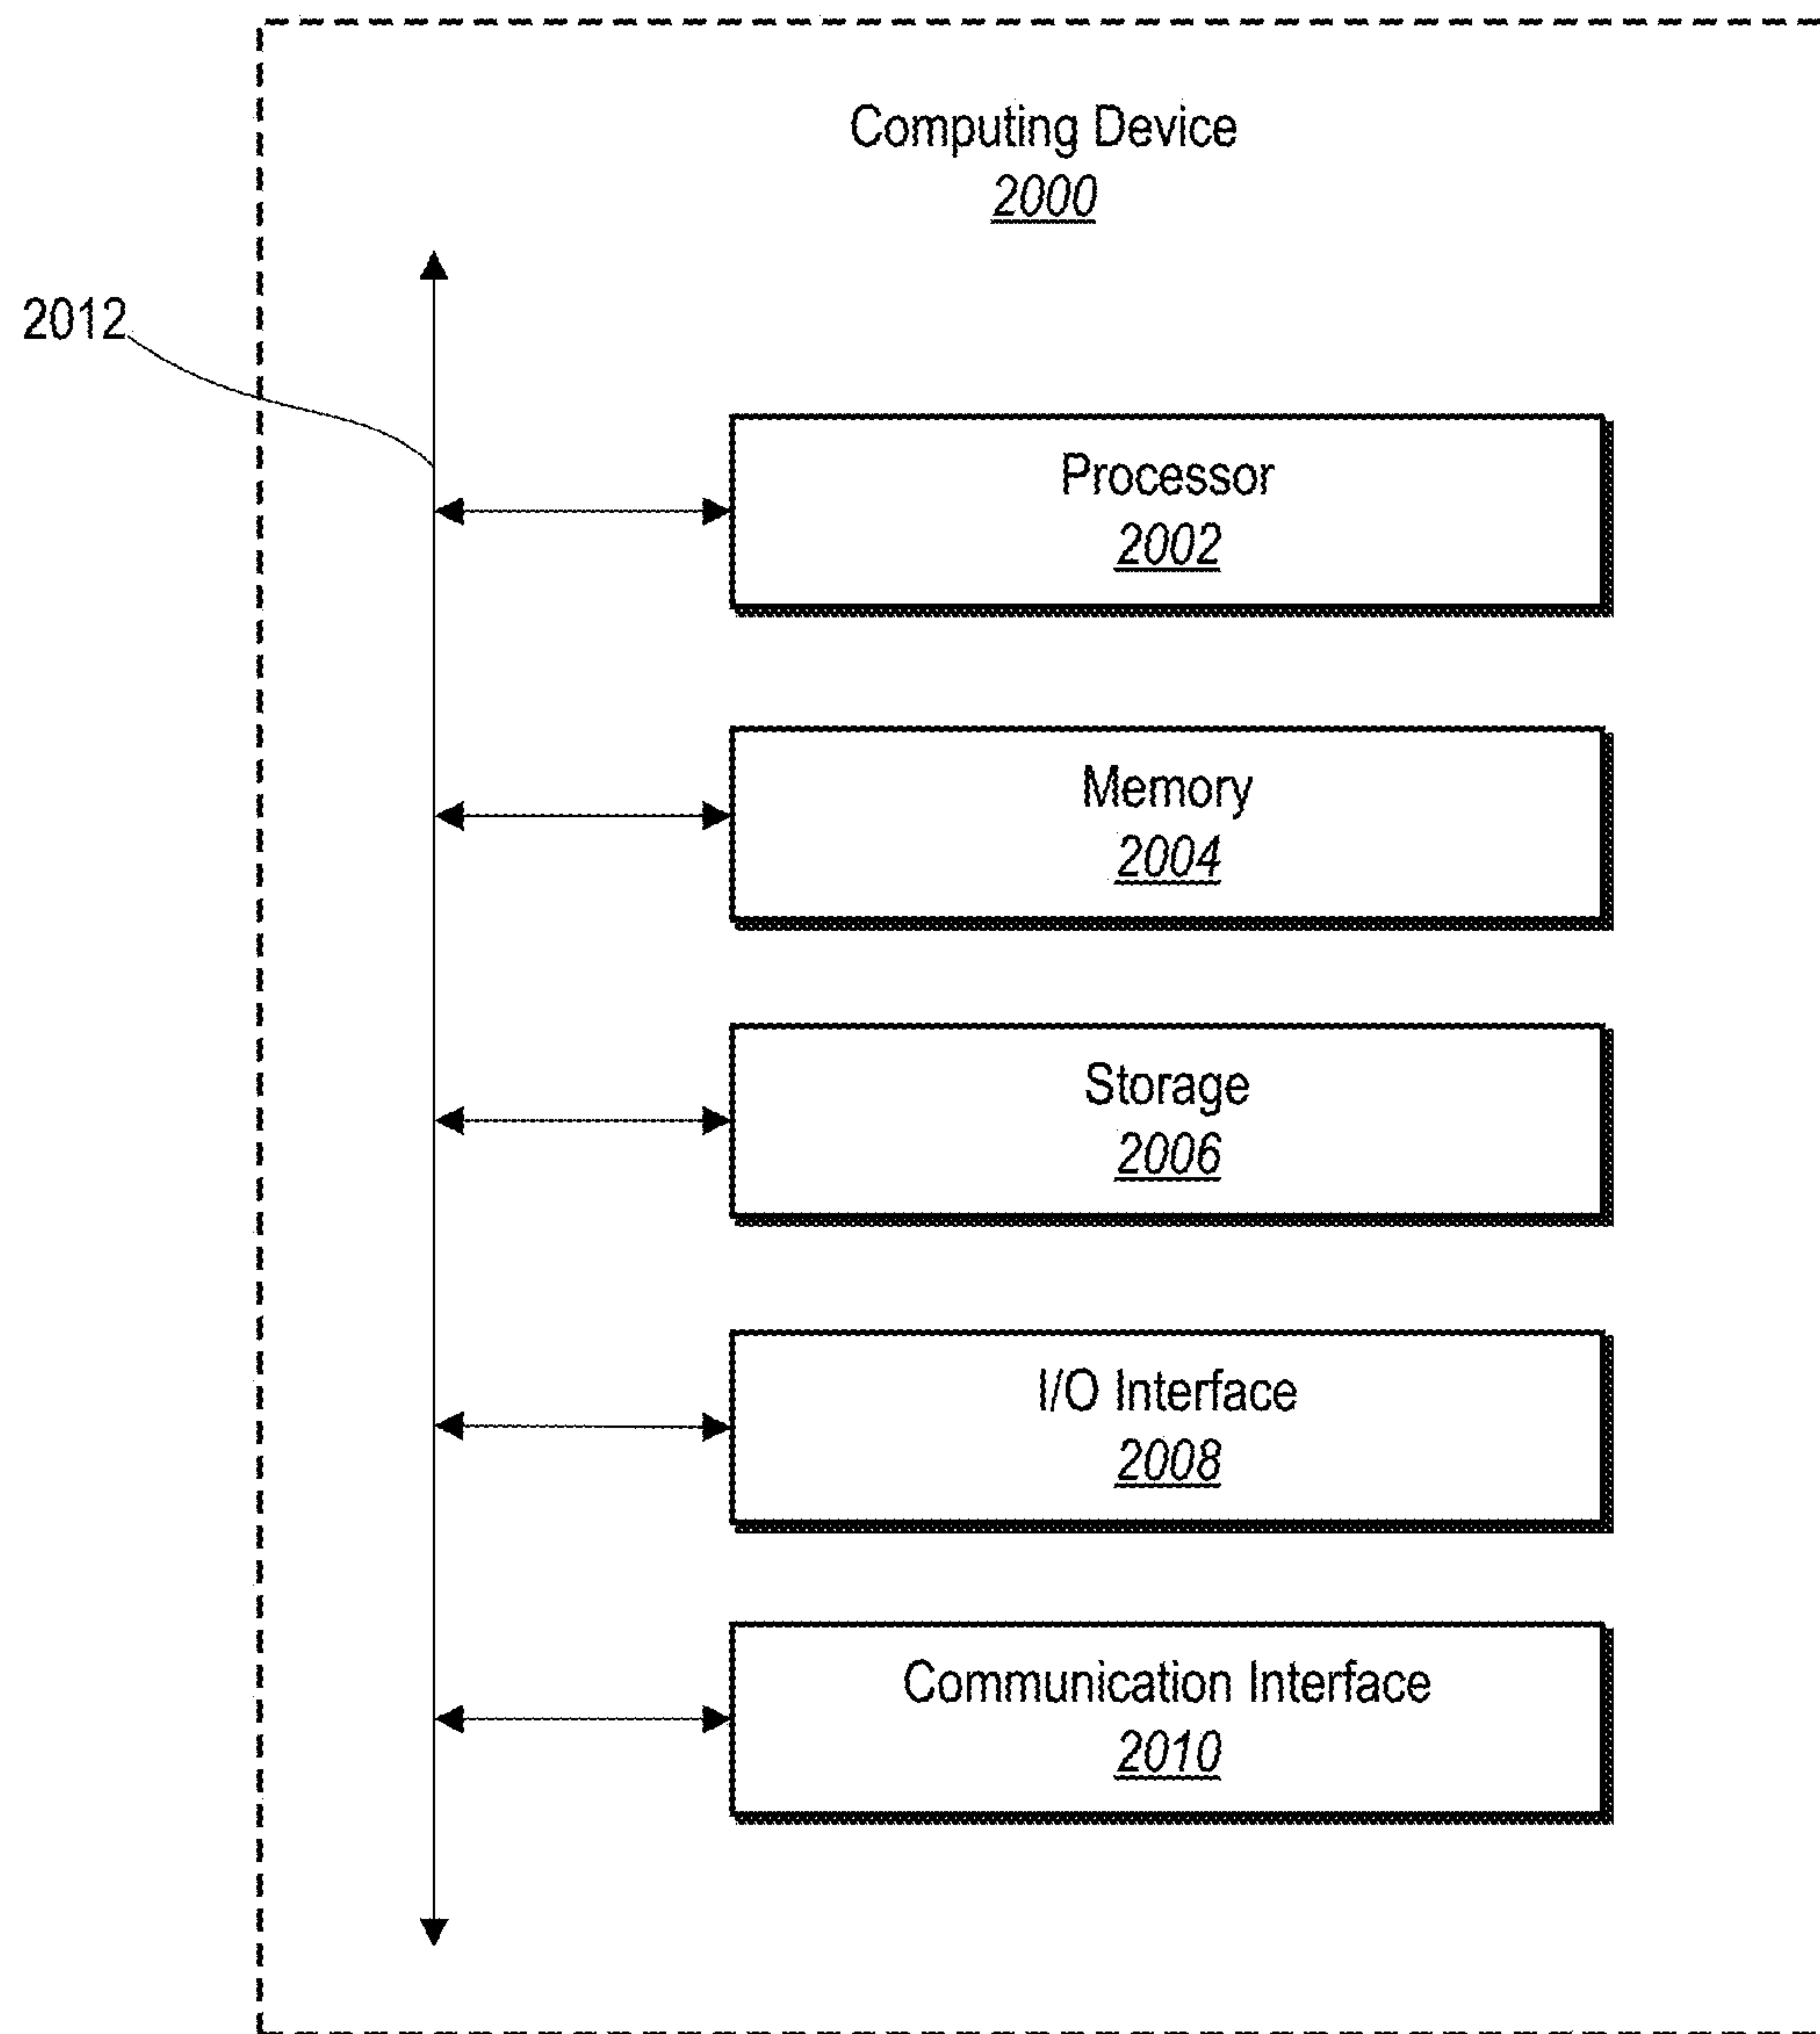 Computing Device
2000
2012
Processor
2002
Memory
2004
Storage
2006
I/O Interface
2008
Communication Interface
2010